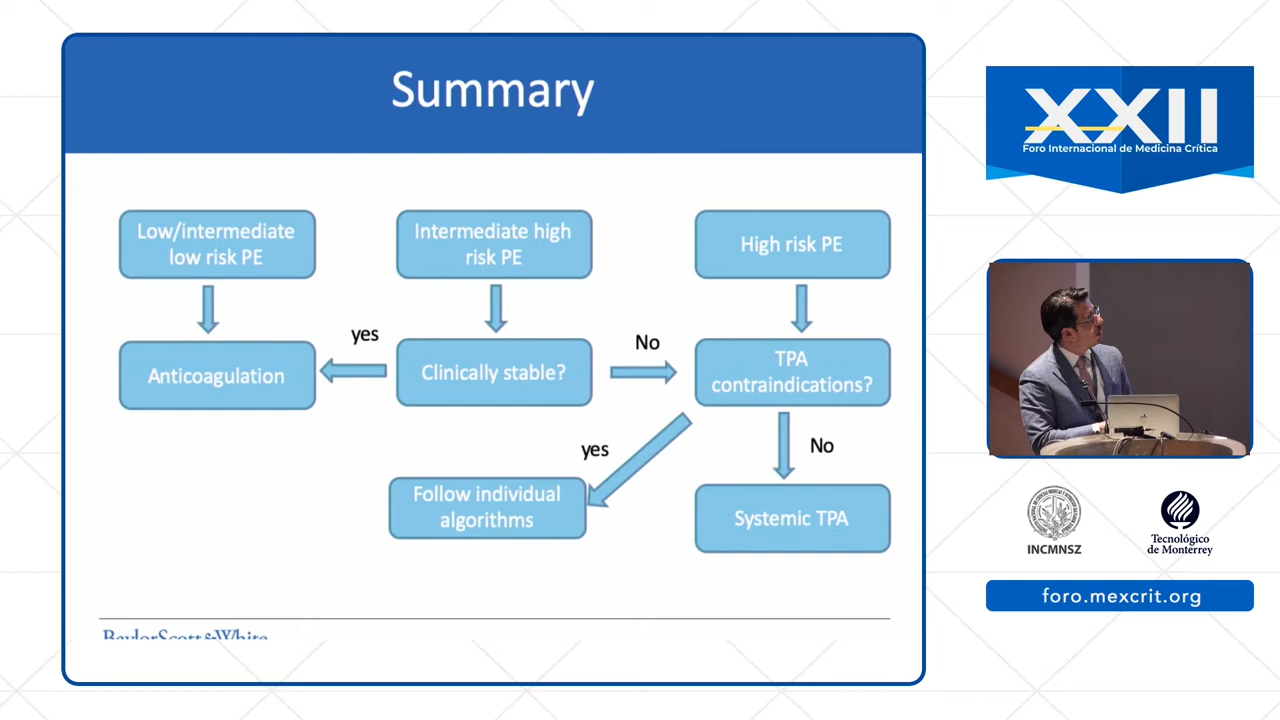 Summary
Low/intermediate
low risk PE
Intermediate high
risk PE
High risk PE
yes
No
Anticoagulation
Clinically stable?
TPA
contraindications?
yes
No
Follow individual
algorithms
Systemic TPA
BaylorScott&White
XXII
Foro Internacional de Medicina Crítica
INCMNSZ
Tecnológico
de Monterrey
foro.mexcrit.org